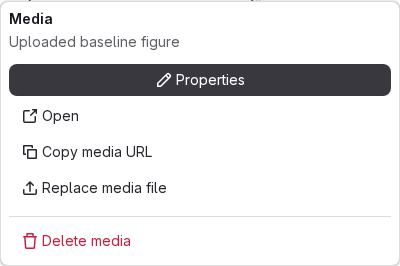 Media
Uploaded baseline figure
Properties
Open
Copy media URL
Replace media file
Delete media